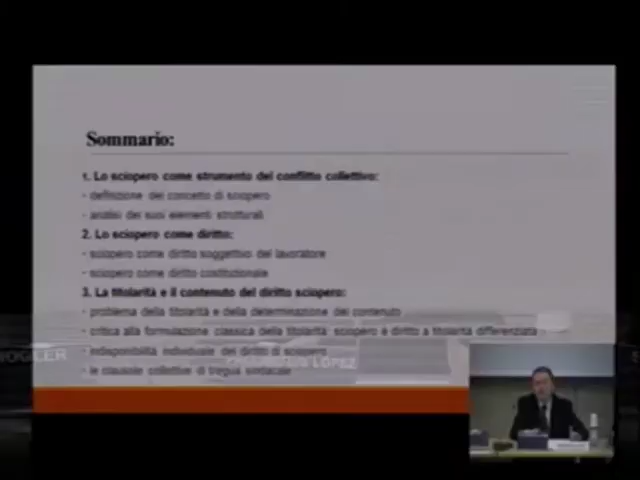 Sommario:
1. Lo sciopero come strumento del conflitto collettivo:
- definizione del concetto di sciopero
- analisi dei suoi elementi strutturali
2. Lo sciopero come diritto:
- sciopero come diritto soggettivo del lavoratore
- sciopero come diritto costituzionale
3. La titolarità e il contenuto del diritto sciopero:
- problema della titolarità e della determinazione del contenuto
- critica alla formulazione classica della titolarità: sciopero è diritto a titolarità differenziata
- indisponibilità individuale del diritto di sciopero
LOPEZ
- le clausole collettive di tregua sindacale